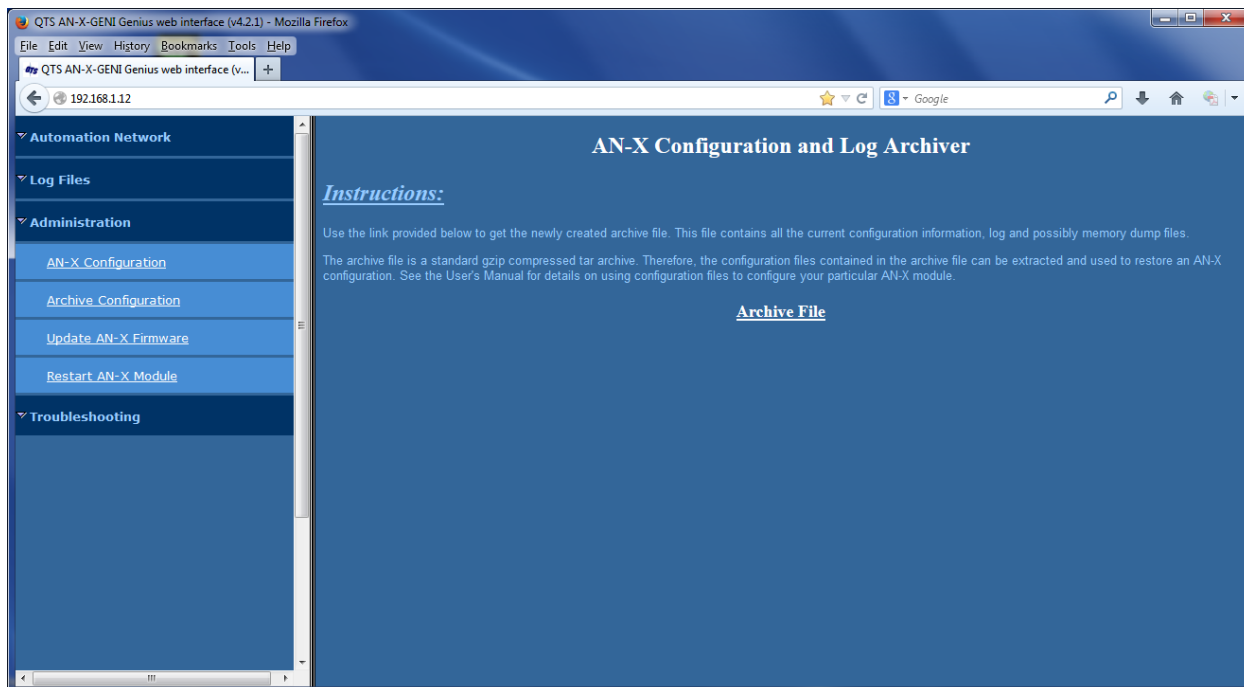 QTS AN-X-GENI Genius web interface (v4.2.1) - Mozilla Firefox
File Edit View History Bookmarks Tools Help
QTS AN-X-GENI Genius web interface (v... +
192.168.1.12
8 Google
Automation Network
Log Files
Administration
AN-X Configuration
Archive Configuration
Update AN-X Firmware
Restart AN-X Module
Troubleshooting
AN-X Configuration and Log Archiver
Instructions:
Use the link provided below to get the newly created archive file. This file contains all the current configuration information, log and possibly memory dump files.
The archive file is a standard gzip compressed tar archive. Therefore, the configuration files contained in the archive file can be extracted and used to restore an AN-X
configuration. See the User's Manual for details on using configuration files to configure your particular AN-X module.
Archive File